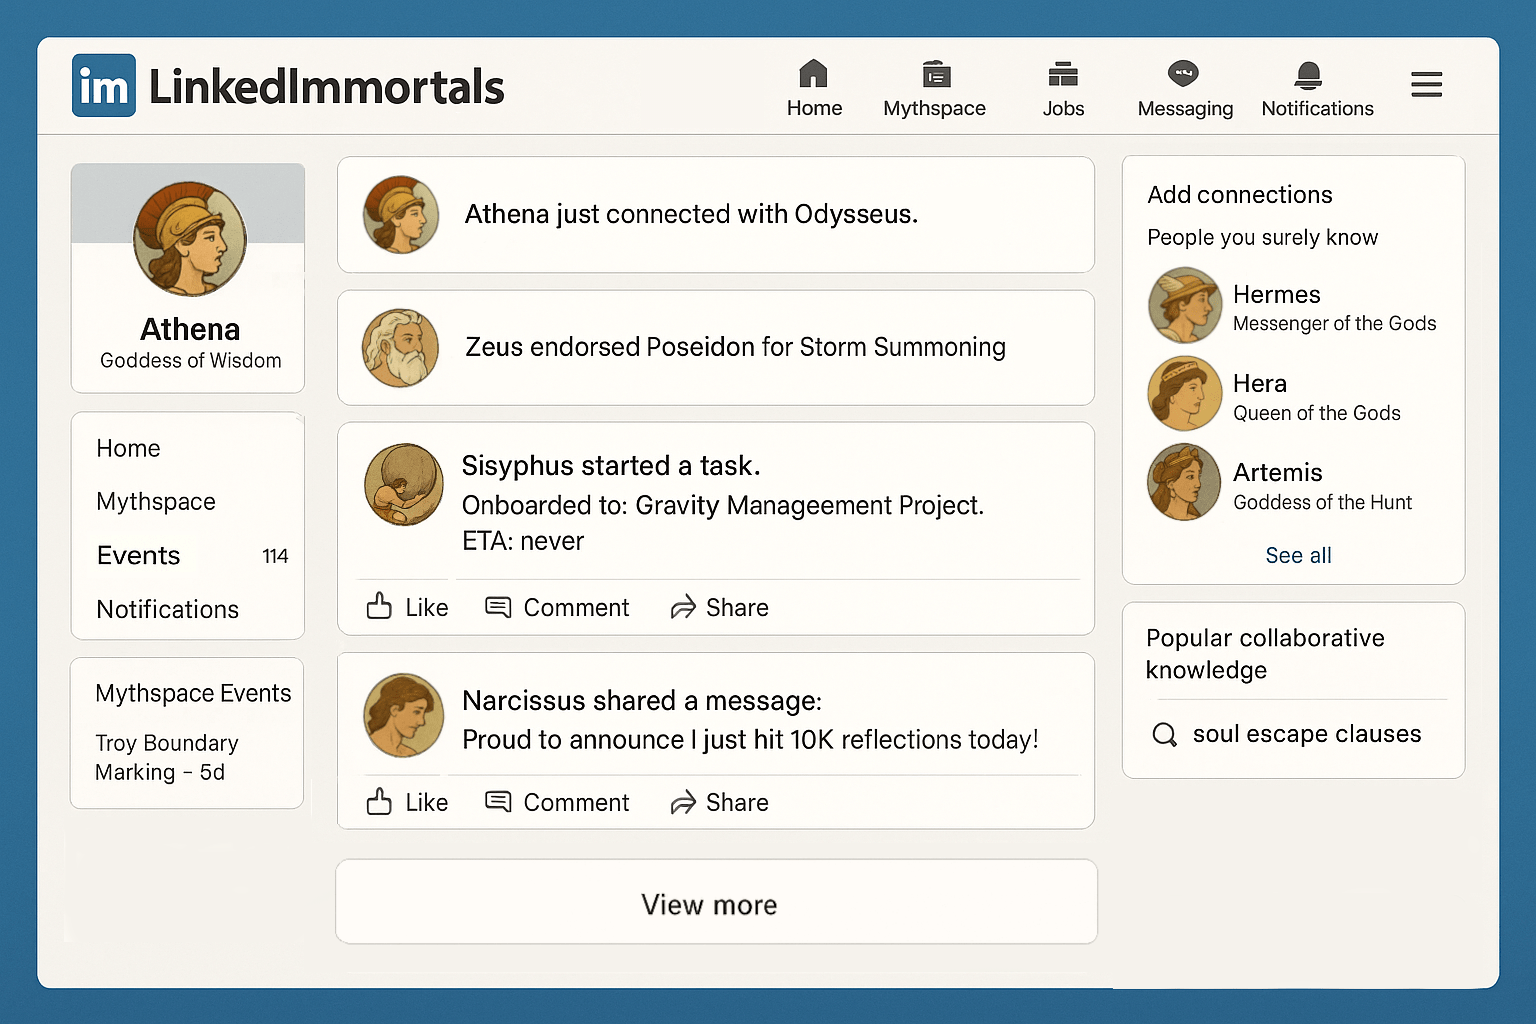 im LinkedImmortals
Home
Mythspace
Jobs
Messaging
Notifications
Athena
Goddess of Wisdom
Home
Mythspace
Events 114
Notifications
Mythspace Events
Troy Boundary
Marking – 5d
Athena just connected with Odysseus.
Zeus endorsed Poseidon for Storm Summoning
Sisyphus started a task.
Onboarded to: Gravity Manageement Project.
ETA: never
Like Comment Share
Narcissus shared a message:
Proud to announce I just hit 10K reflections today!
Like Comment Share
View more
Add connections
People you surely know
Hermes
Messenger of the Gods
Hera
Queen of the Gods
Artemis
Goddess of the Hunt
See all
Popular collaborative
knowledge
soul escape clauses